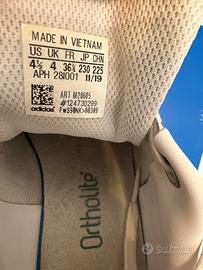 MADE IN VIETNAM
US UK FR JP CHN
4½ 4 36⅔ 230 225
APH 28I001 11/19
ART M20605
#124730299
adidas
Ortholite
subito